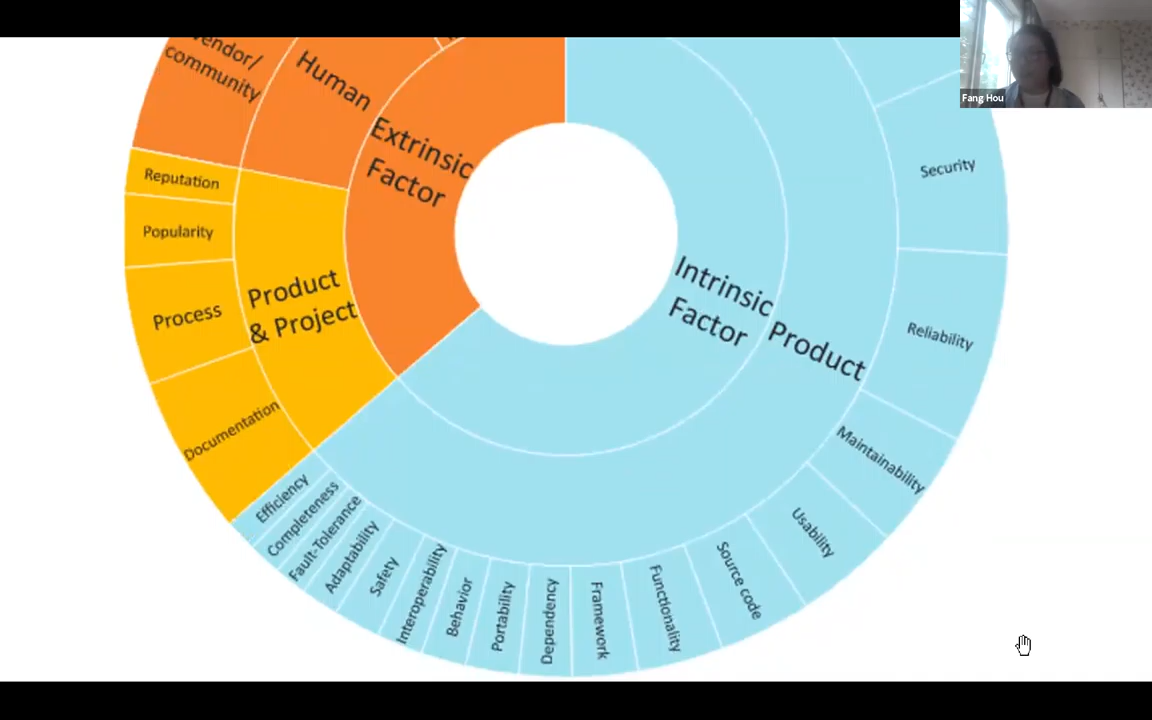 vendor/
community
Human
Extrinsic
Factor
Fang Hou
Security
Reputation
Popularity
Process
Documentation
Product
& Project
Intrinsic
Factor
Product
Reliability
Maintainability
Usability
Source code
Functionality
Framework
Dependency
Portability
Behavior
Interoperability
Safety
Adaptability
Fault-Tolerance
Completeness
Efficiency